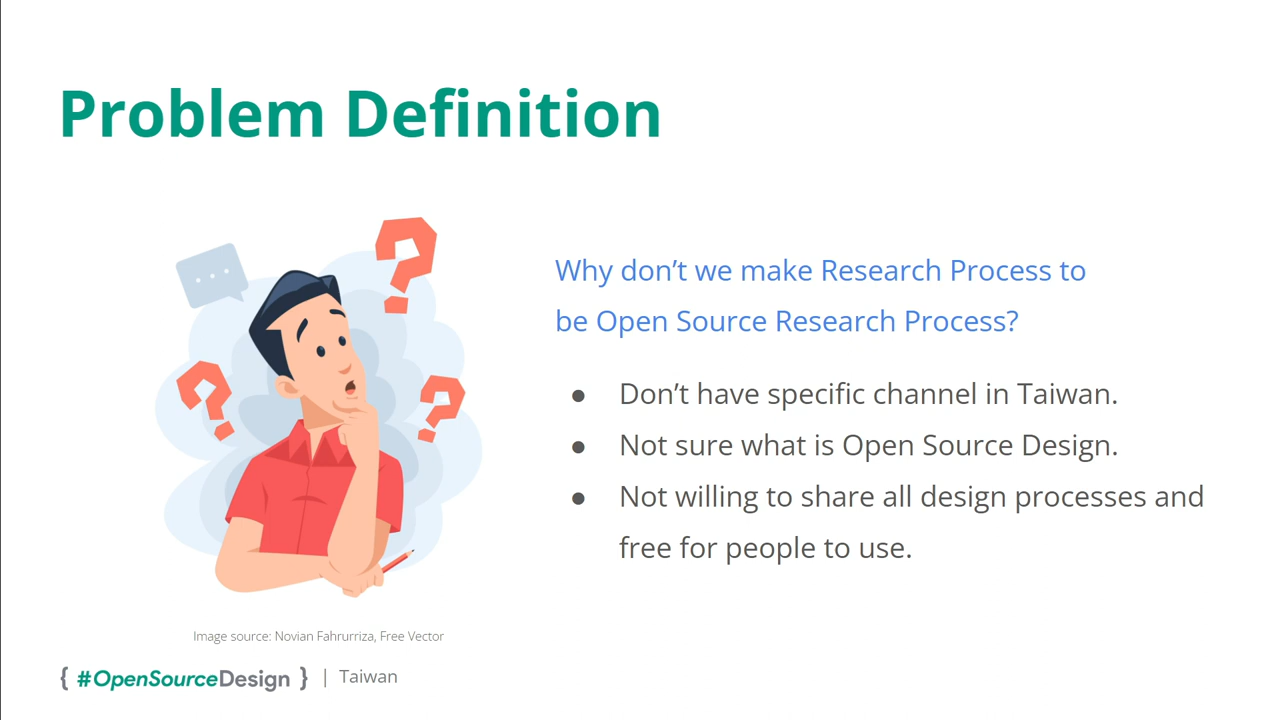 Problem Definition
Why don’t we make Research Process to
be Open Source Research Process?
● Don’t have specific channel in Taiwan.
● Not sure what is Open Source Design.
● Not willing to share all design processes and
free for people to use.
Image source: Novian Fahrurriza, Free Vector
{ #OpenSourceDesign } | Taiwan